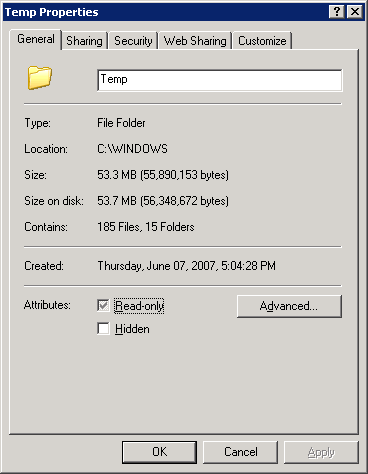 Temp Properties
General Sharing Security Web Sharing Customize
Temp
Type: File Folder
Location: C:\WINDOWS
Size: 53.3 MB (55,890,153 bytes)
Size on disk: 53.7 MB (56,348,672 bytes)
Contains: 185 Files, 15 Folders
Created: Thursday, June 07, 2007, 5:04:28 PM
Attributes: Read-only Advanced...
Hidden
OK Cancel Apply